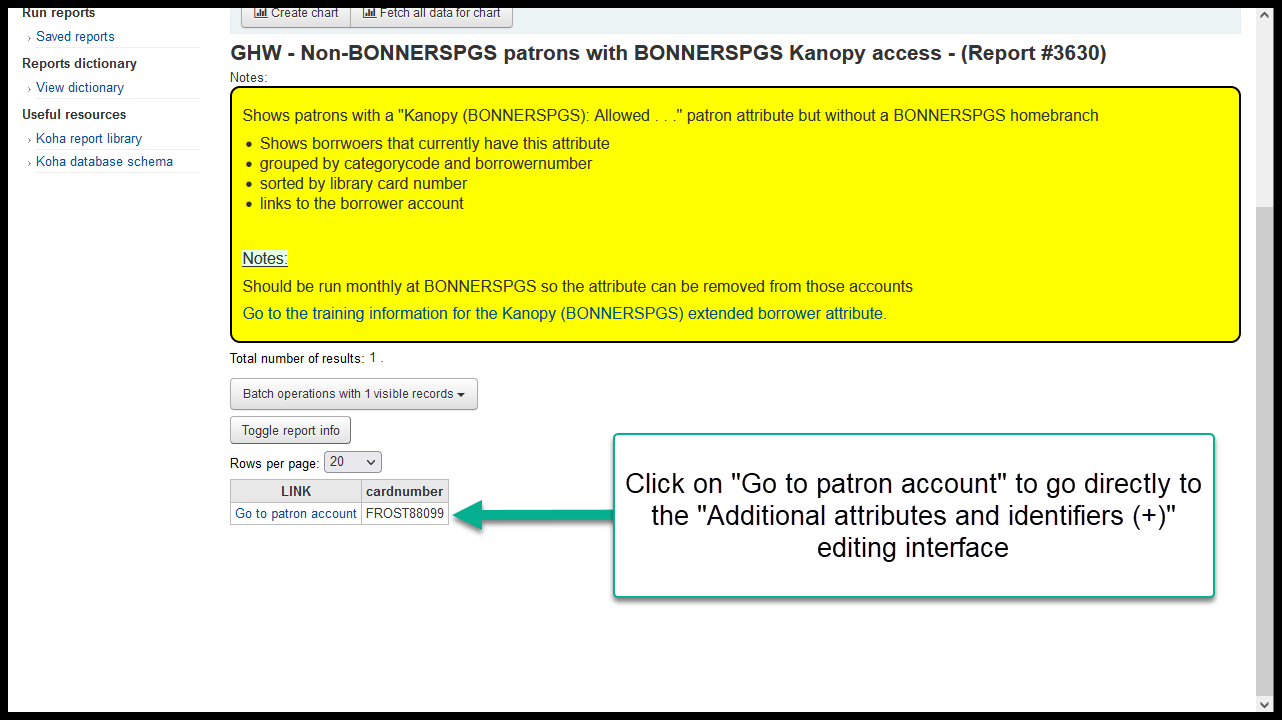 Run reports
› Saved reports
Reports dictionary
› View dictionary
Useful resources
› Koha report library
› Koha database schema
Create chart
Fetch all data for chart
GHW - Non-BONNERSPGS patrons with BONNERSPGS Kanopy access - (Report #3630)
Notes:
Shows patrons with a "Kanopy (BONNERSPGS): Allowed . . ." patron attribute but without a BONNERSPGS homebranch
• Shows borrwoers that currently have this attribute
• grouped by categorycode and borrowernumber
• sorted by library card number
• links to the borrower account
Notes:
Should be run monthly at BONNERSPGS so the attribute can be removed from those accounts
Go to the training information for the Kanopy (BONNERSPGS) extended borrower attribute.
Total number of results: 1 .
Batch operations with 1 visible records
Toggle report info
Rows per page: 20
LINK cardnumber
Go to patron account FROST88099
Click on "Go to patron account" to go directly to
the "Additional attributes and identifiers (+)"
editing interface